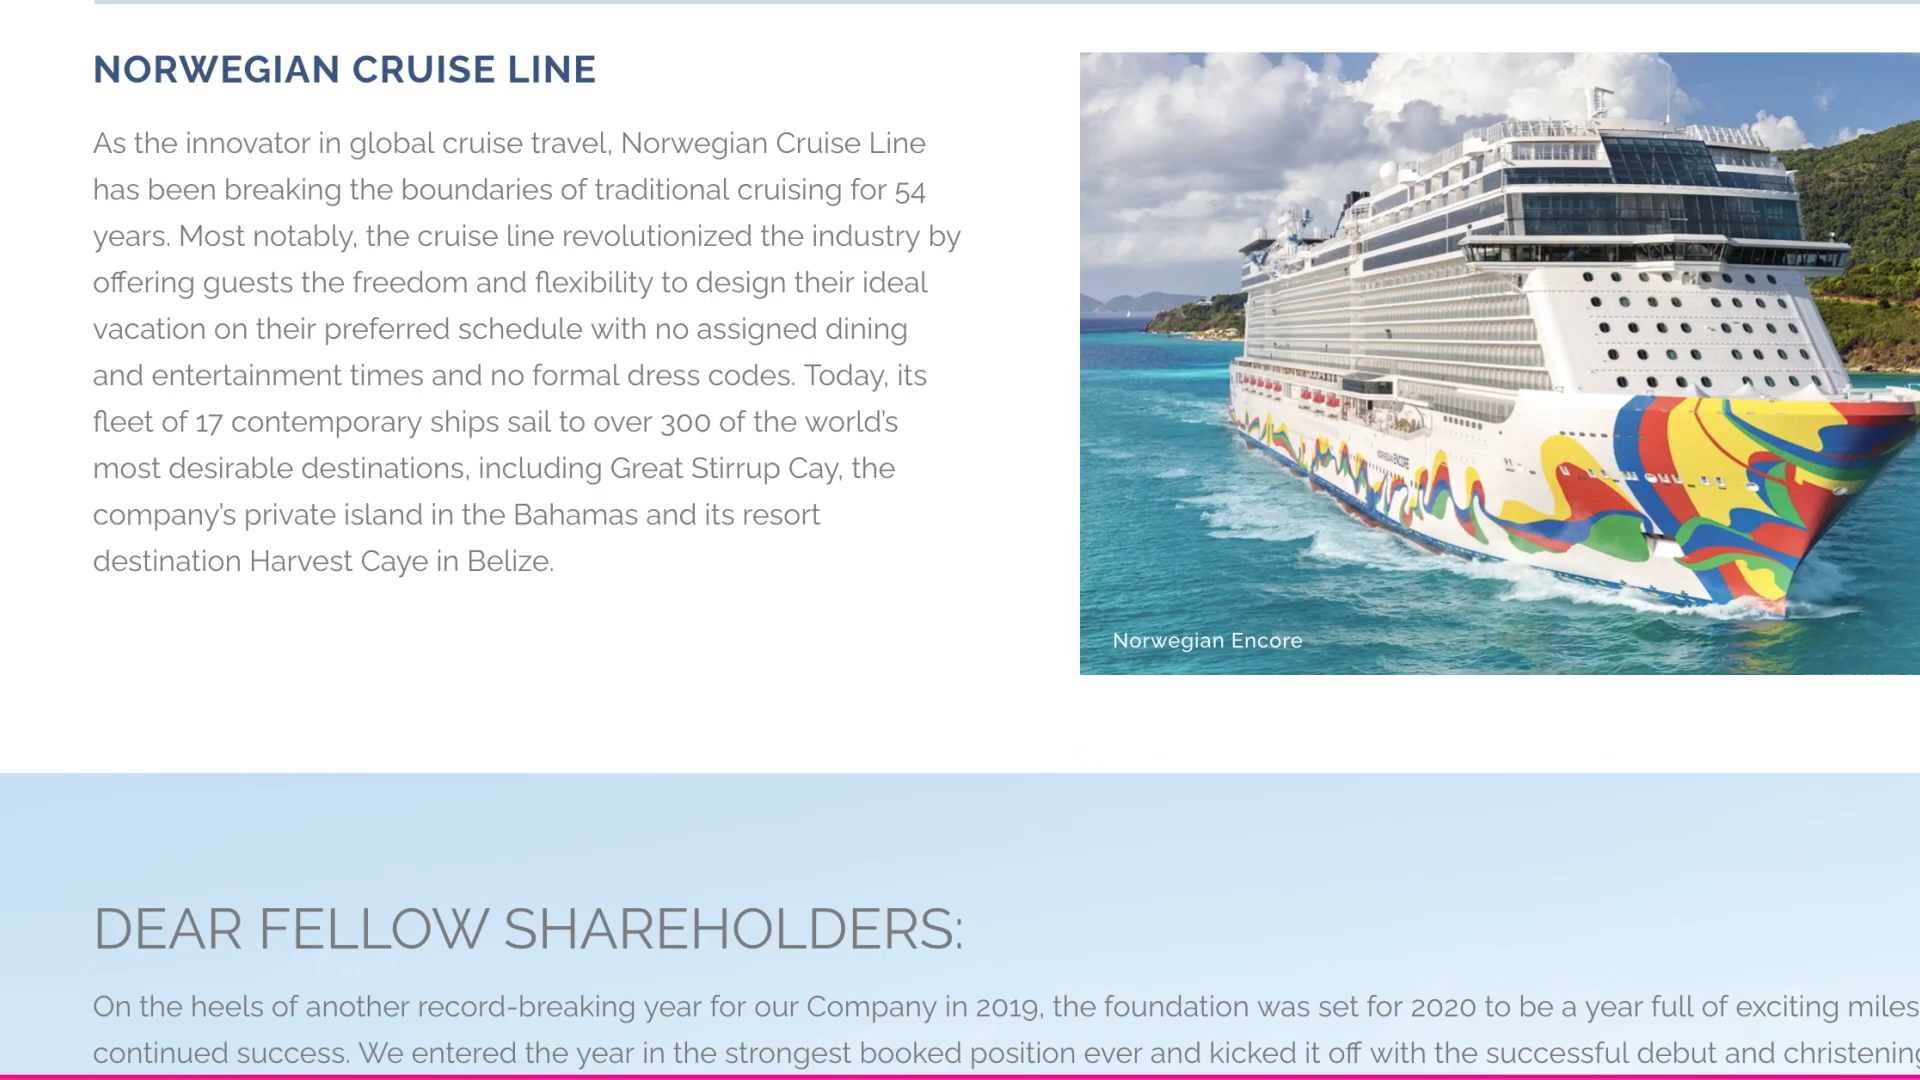 NORWEGIAN CRUISE LINE
As the innovator in global cruise travel, Norwegian Cruise Line
has been breaking the boundaries of traditional cruising for 54
years. Most notably, the cruise line revolutionized the industry by
offering guests the freedom and flexibility to design their ideal
vacation on their preferred schedule with no assigned dining
and entertainment times and no formal dress codes. Today, its
fleet of 17 contemporary ships sail to over 300 of the world’s
most desirable destinations, including Great Stirrup Cay, the
company’s private island in the Bahamas and its resort
destination Harvest Caye in Belize.
NORWEGIAN ENCORE
Norwegian Encore
DEAR FELLOW SHAREHOLDERS:
On the heels of another record-breaking year for our Company in 2019, the foundation was set for 2020 to be a year full of exciting miles
continued success. We entered the year in the strongest booked position ever and kicked it off with the successful debut and christening